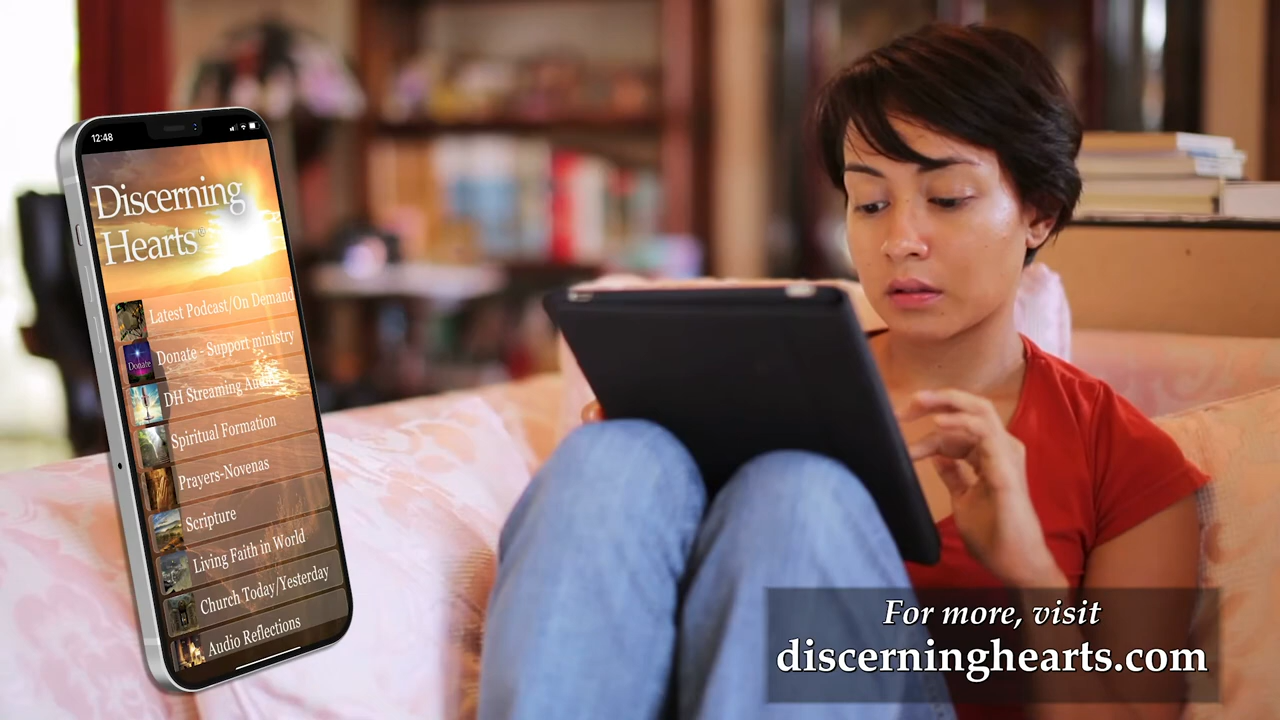 12:48
Discerning
Hearts®
Latest Podcast/On Demand
Donate
Donate - Support ministry
DH Streaming Audio
Spiritual Formation
Prayers-Novenas
Scripture
Living Faith in World
Church Today/Yesterday
Audio Reflections
For more, visit
discerninghearts.com